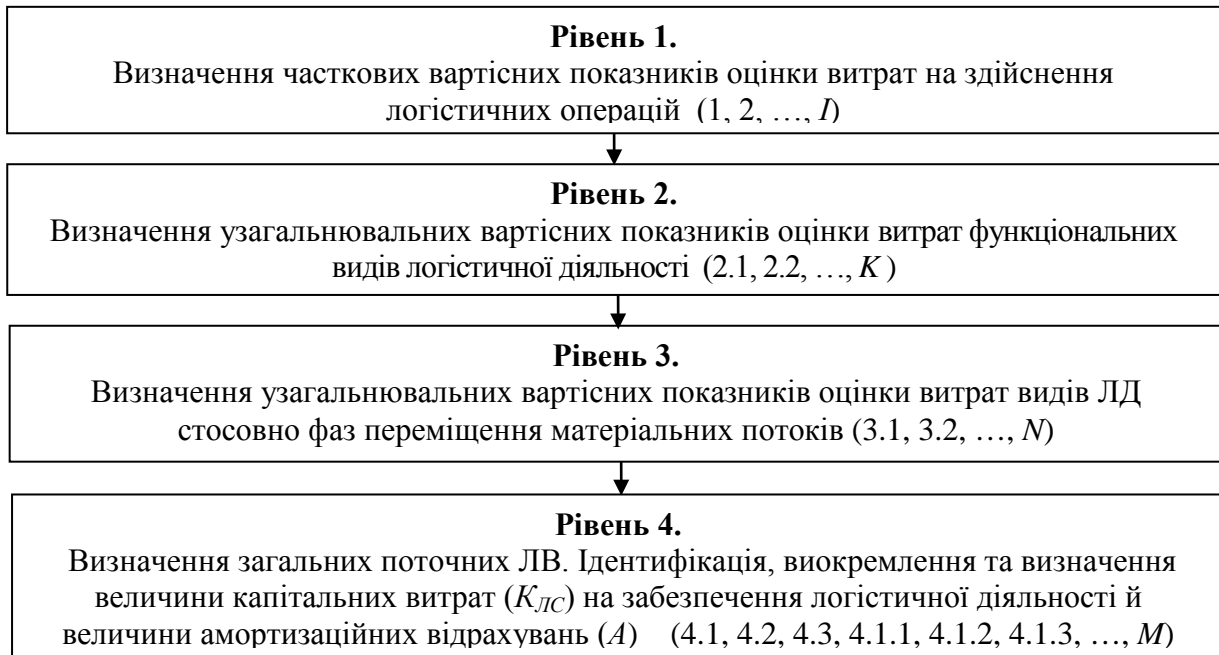 Рівень 1.
Визначення часткових вартісних показників оцінки витрат на здійснення
логістичних операцій (1, 2, …, I)
Рівень 2.
Визначення узагальнювальних вартісних показників оцінки витрат функціональних
видів логістичної діяльності (2.1, 2.2, …, K )
Рівень 3.
Визначення узагальнювальних вартісних показників оцінки витрат видів ЛД
стосовно фаз переміщення матеріальних потоків (3.1, 3.2, …, N)
Рівень 4.
Визначення загальних поточних ЛВ. Ідентифікація, виокремлення та визначення
величини капітальних витрат (KЛС) на забезпечення логістичної діяльності й
величини амортизаційних відрахувань (A) (4.1, 4.2, 4.3, 4.1.1, 4.1.2, 4.1.3, …, M)